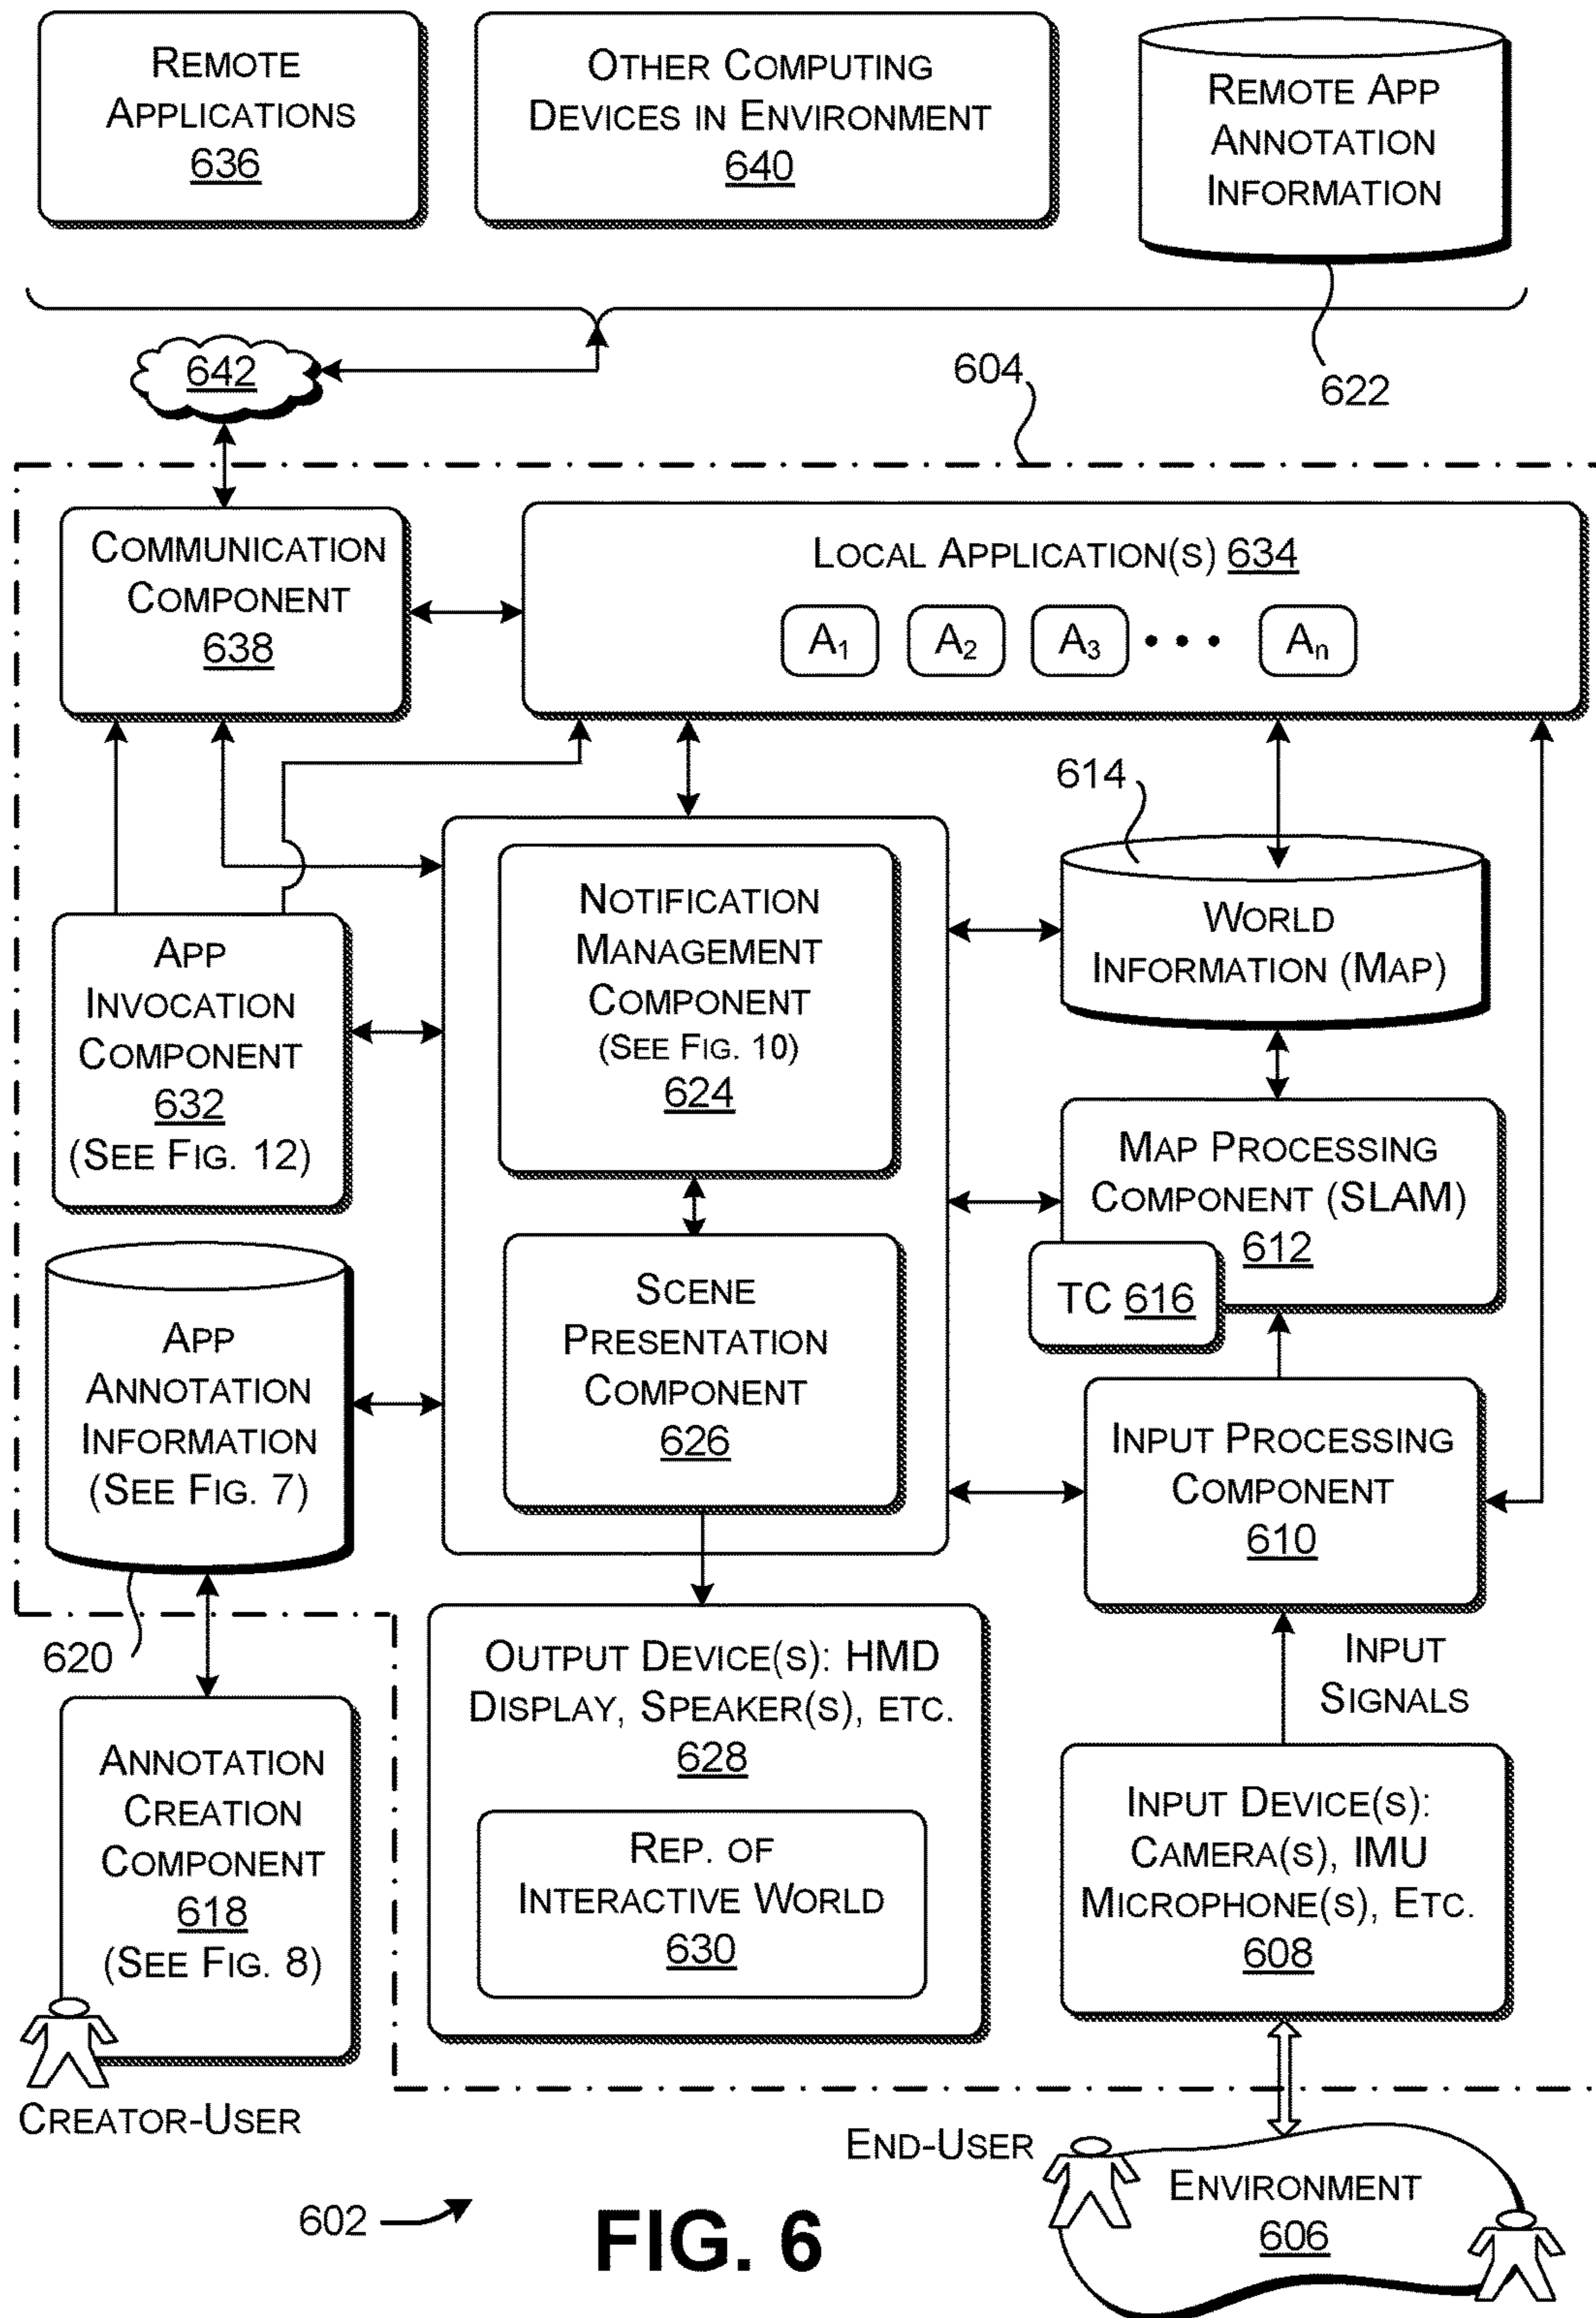 REMOTE
APPLICATIONS
636
OTHER COMPUTING
DEVICES IN ENVIRONMENT
640
REMOTE APP
ANNOTATION
INFORMATION
622
642
604
COMMUNICATION
COMPONENT
638
LOCAL APPLICATION(S) 634
A1 A2 A3 • • • An
614
NOTIFICATION
MANAGEMENT
COMPONENT
(SEE FIG. 10)
624
WORLD
INFORMATION (MAP)
APP
INVOCATION
COMPONENT
632
(SEE FIG. 12)
MAP PROCESSING
COMPONENT (SLAM)
612
TC 616
SCENE
PRESENTATION
COMPONENT
626
APP
ANNOTATION
INFORMATION
(SEE FIG. 7)
620
INPUT PROCESSING
COMPONENT
610
INPUT
SIGNALS
OUTPUT DEVICE(S): HMD
DISPLAY, SPEAKER(S), ETC.
628
REP. OF
INTERACTIVE WORLD
630
ANNOTATION
CREATION
COMPONENT
618
(SEE FIG. 8)
CREATOR-USER
INPUT DEVICE(S):
CAMERA(S), IMU
MICROPHONE(S), ETC.
608
END-USER
ENVIRONMENT
606
602
FIG. 6